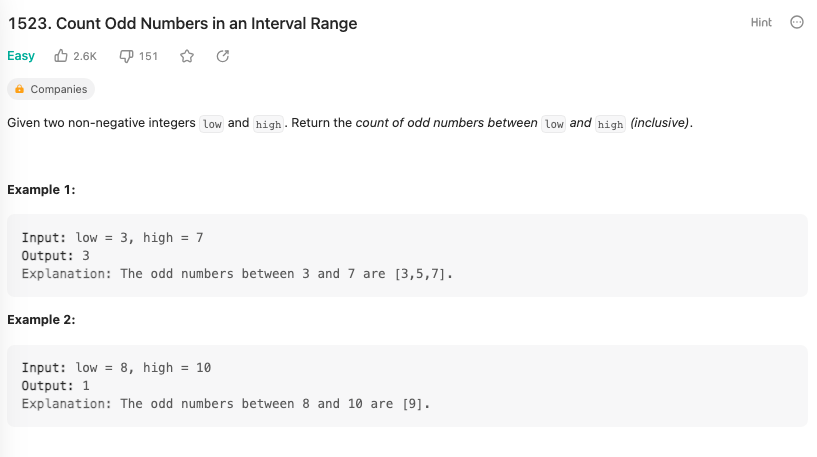 1523. Count Odd Numbers in an Interval Range
Hint
Easy 2.6K 151
Companies
Given two non-negative integers low and high. Return the count of odd numbers between low and high (inclusive).
Example 1:
Input: low = 3, high = 7
Output: 3
Explanation: The odd numbers between 3 and 7 are [3,5,7].
Example 2:
Input: low = 8, high = 10
Output: 1
Explanation: The odd numbers between 8 and 10 are [9].